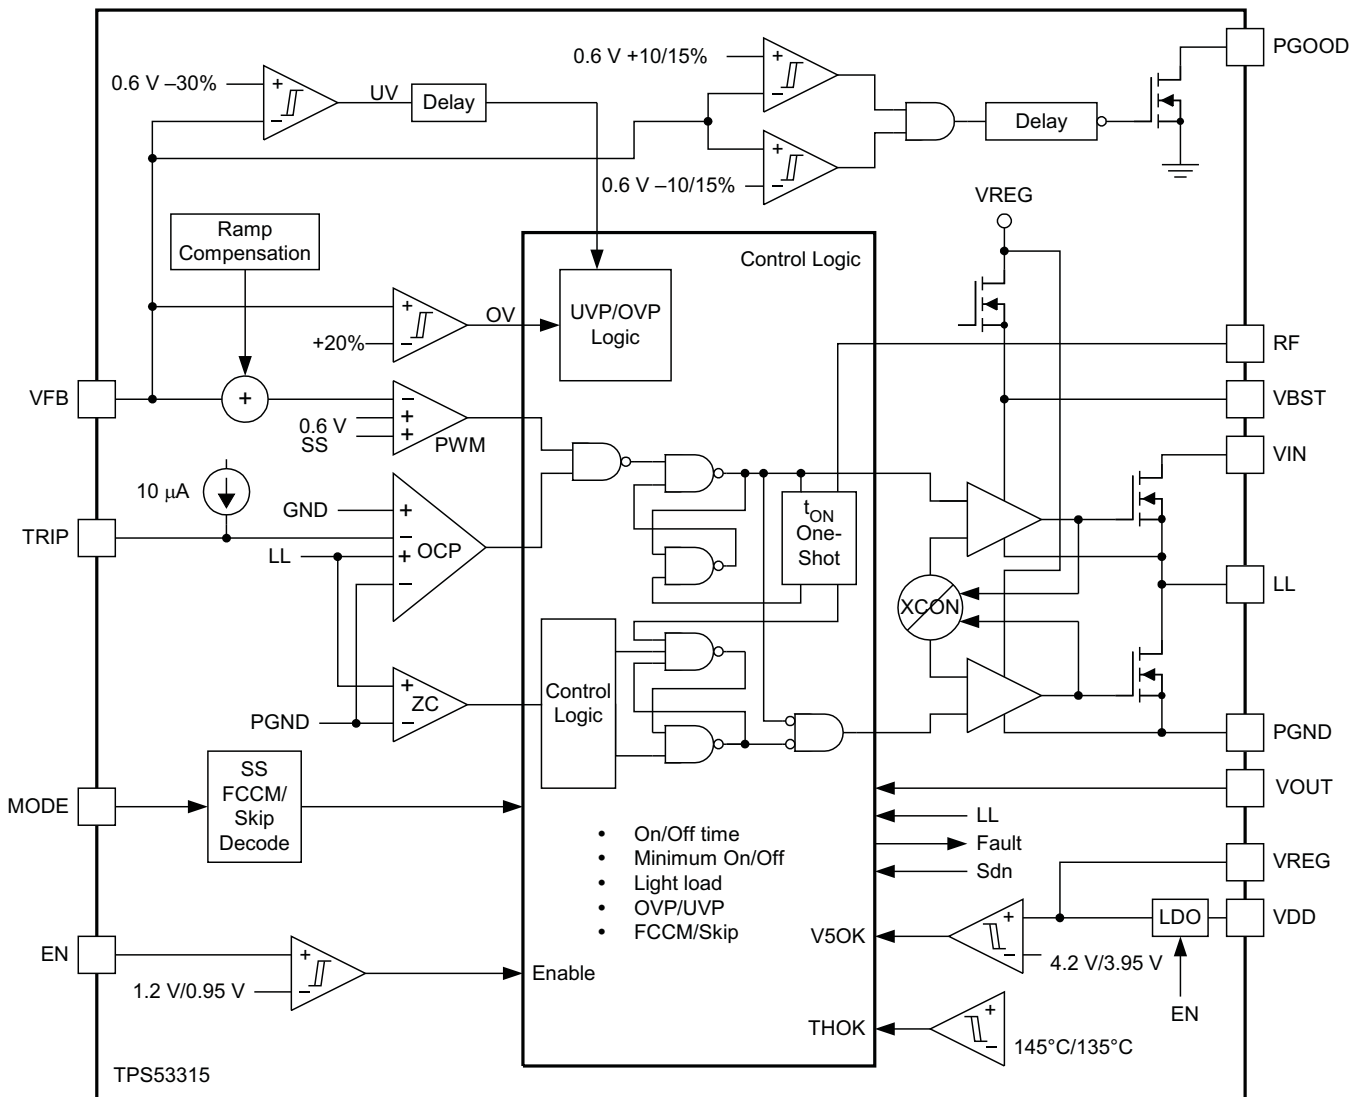 0.6 V –30%
+
–
UV
Delay
0.6 V +10/15%
+
–
+
–
0.6 V –10/15%
Delay
PGOOD
VREG
Ramp
Compensation
Control Logic
UVP/OVP
Logic
+
–
OV
+20%
RF
VFB
+
–
+
+
0.6 V
SS
PWM
VBST
VIN
10 µA
GND
TRIP
LL
+
–
+
–
OCP
tON
One-
Shot
XCON
LL
Control
Logic
+
–
ZC
PGND
PGND
MODE
SS
FCCM/
Skip
Decode
VOUT
LL
Fault
Sdn
VREG
• On/Off time
• Minimum On/Off
• Light load
• OVP/UVP
• FCCM/Skip
V5OK
+
–
4.2 V/3.95 V
LDO
VDD
EN
EN
+
–
1.2 V/0.95 V
Enable
THOK
+
–
145°C/135°C
TPS53315